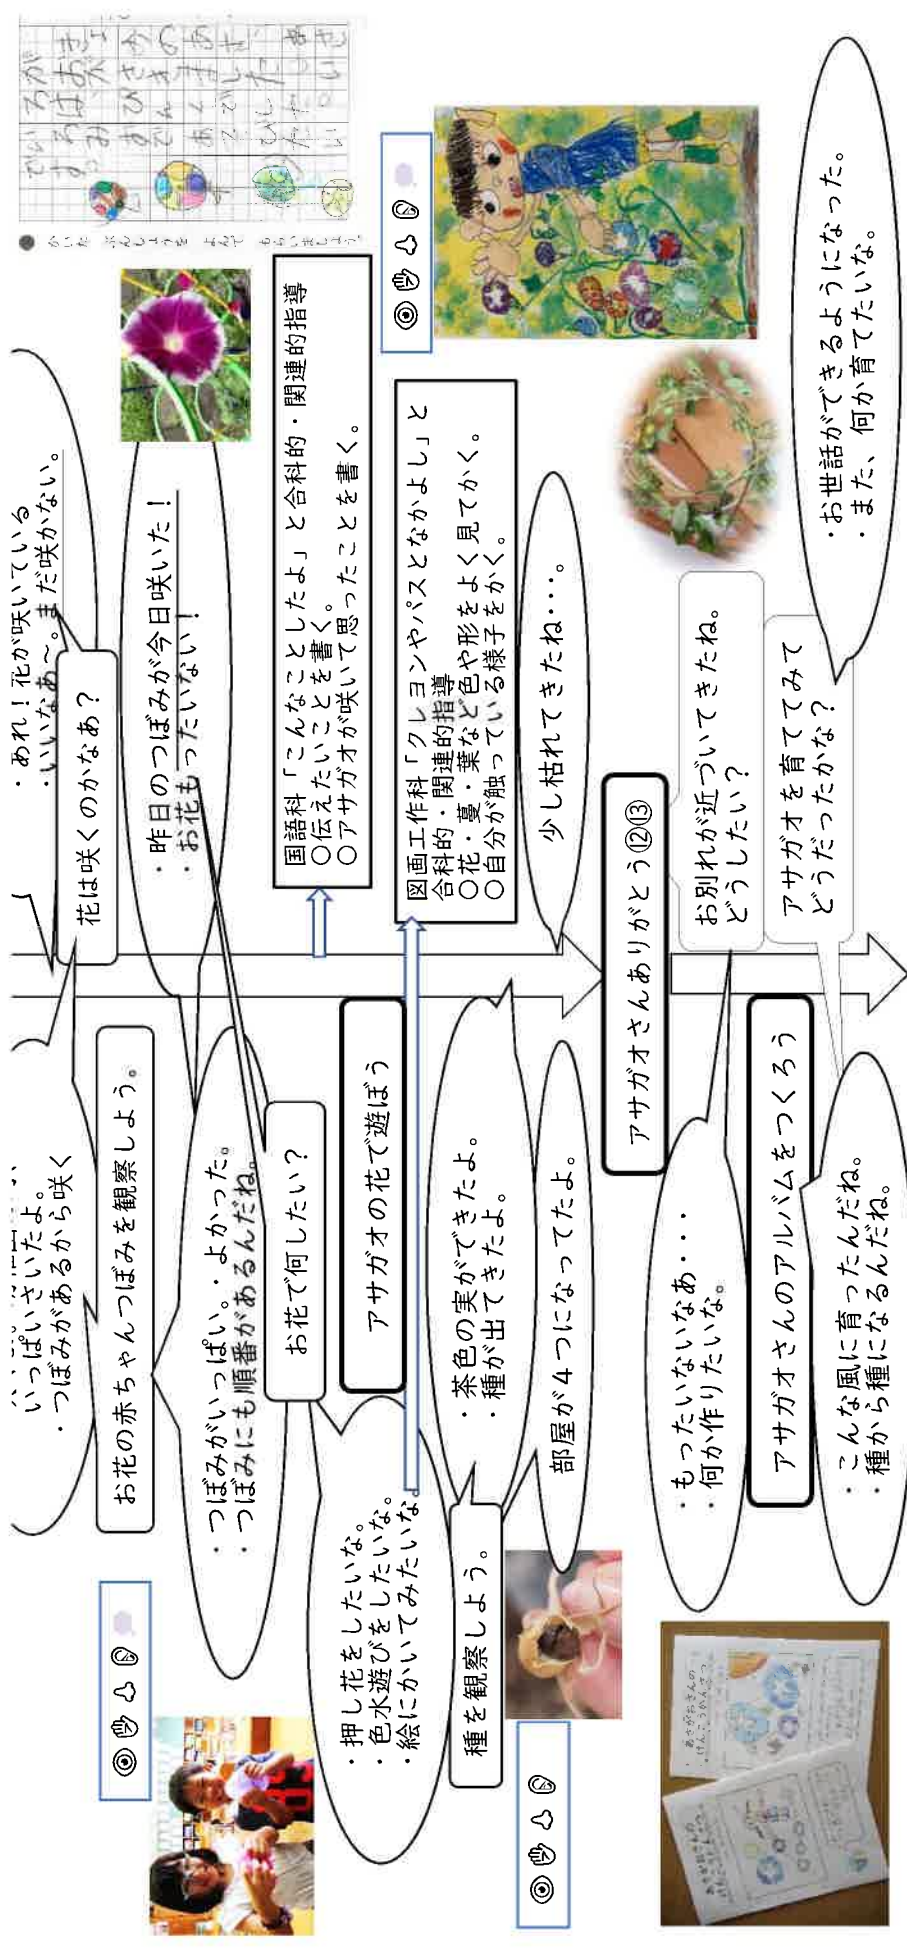 いっぱいさいたよ。
・つぼみがあるから咲く
・あれ！花が咲いている
・いいなあ～。まだ咲かない。
花は咲くのかなあ？
お花の赤ちゃんつぼみを観察しよう。
・昨日のつぼみが今日咲いた！
・お花もったいない！
・つぼみがいっぱい。・よかった。
・つぼみにも順番があるんだね。
お花で何したい？
国語科「こんなことしたよ」と合科的・関連的指導
○伝えたいことを書く。
○アサガオが咲いて思ったことを書く。
アサガオの花で遊ぼう
・押し花をしたいな。
・色水遊びをしたいな。
・絵にかいてみたいな
図画工作科「クレヨンやパスとなかよし」と
合科的・関連的指導
○花・蔓・葉など色や形をよく見てかく。
○自分が触っている様子をかく。
種を観察しよう。
・茶色の実ができたよ。
・種が出てきたよ。
部屋が4つになってたよ。
少し枯れてきたね・・・。
アサガオさんありがとう⑫⑬
お別れが近づいてきたね。
どうしたい？
・もったいないなあ・・・
・何か作りたいな。
アサガオさんのアルバムをつくろう
アサガオを育ててみて
どうだったかな？
・こんな風に育ったんだね。
・種から種になるんだね。
・お世話ができるようになった。
・また、何か育てたいな。